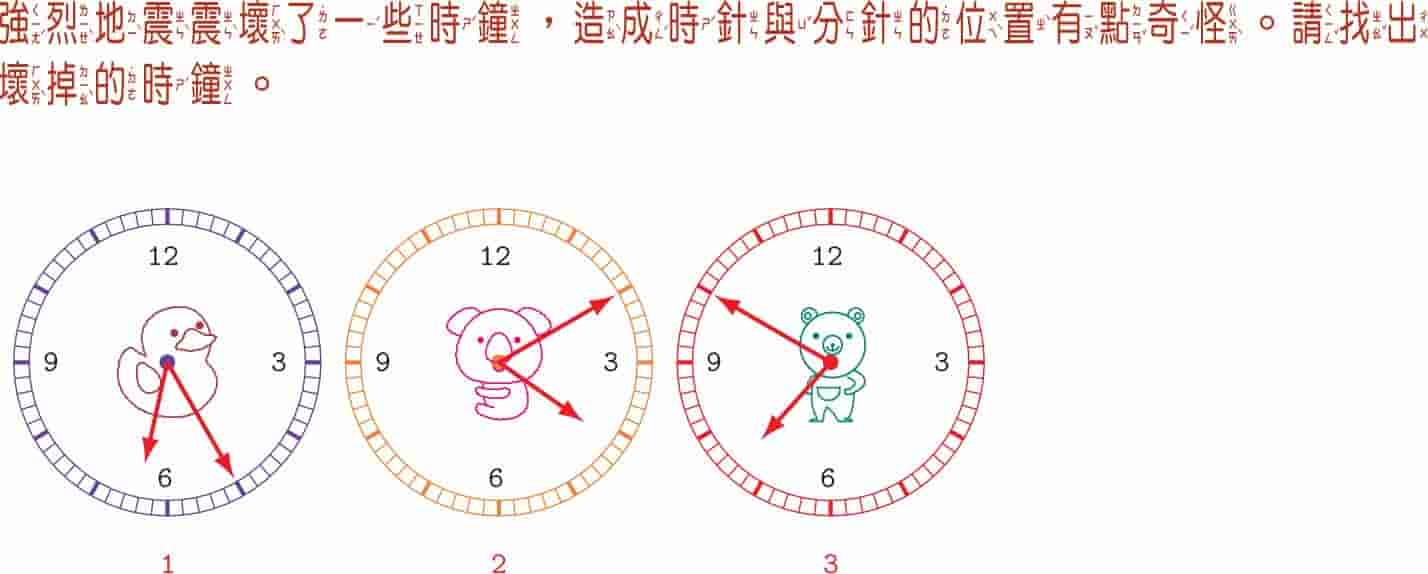 強烈地震震壞了一些時鐘，造成時針與分針的位置有點奇怪。請找出
壞掉的時鐘。
12 12 12
9 3 9 3 9 3
6 6 6
1 2 3